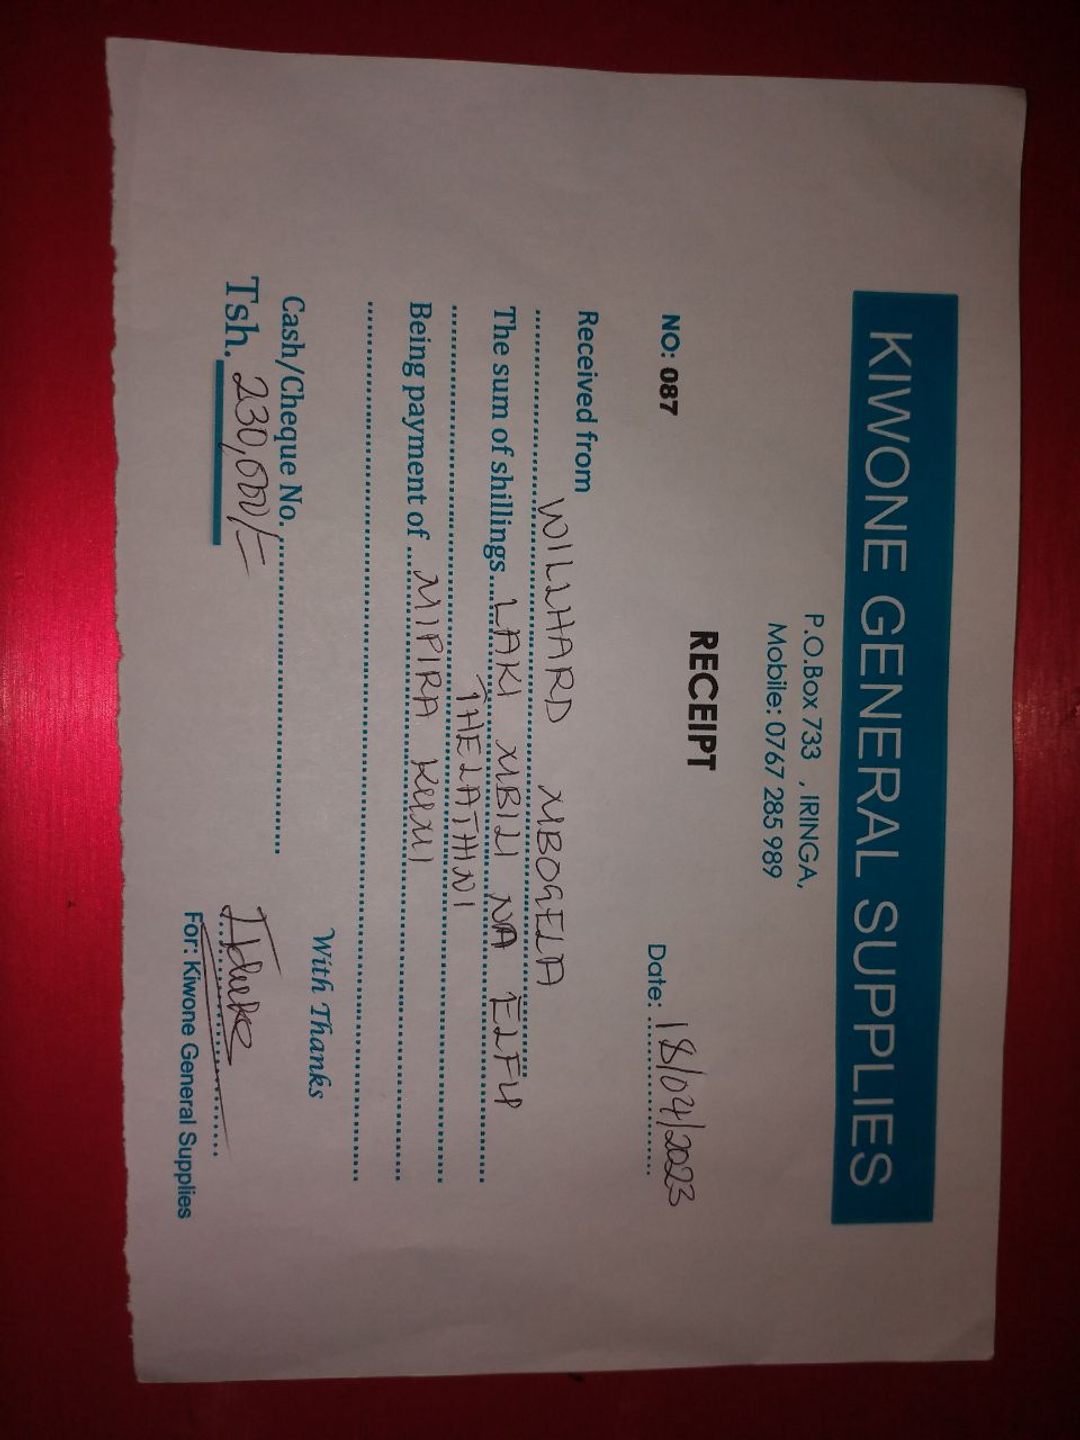 KIWONE GENERAL SUPPLIES
P.O.Box 733 , IRINGA,
Mobile: 0767 285 989
RECEIPT
NO: 087 Date: 18/04/2023
Received from WILLHARD MBOGELA
The sum of shillings LAKI MBILI NA ELFU
THELATHINI
Being payment of MIPIRA KUMI
Cash/Cheque No.
With Thanks
Tsh. 230,000/=
For: Kiwone General Supplies